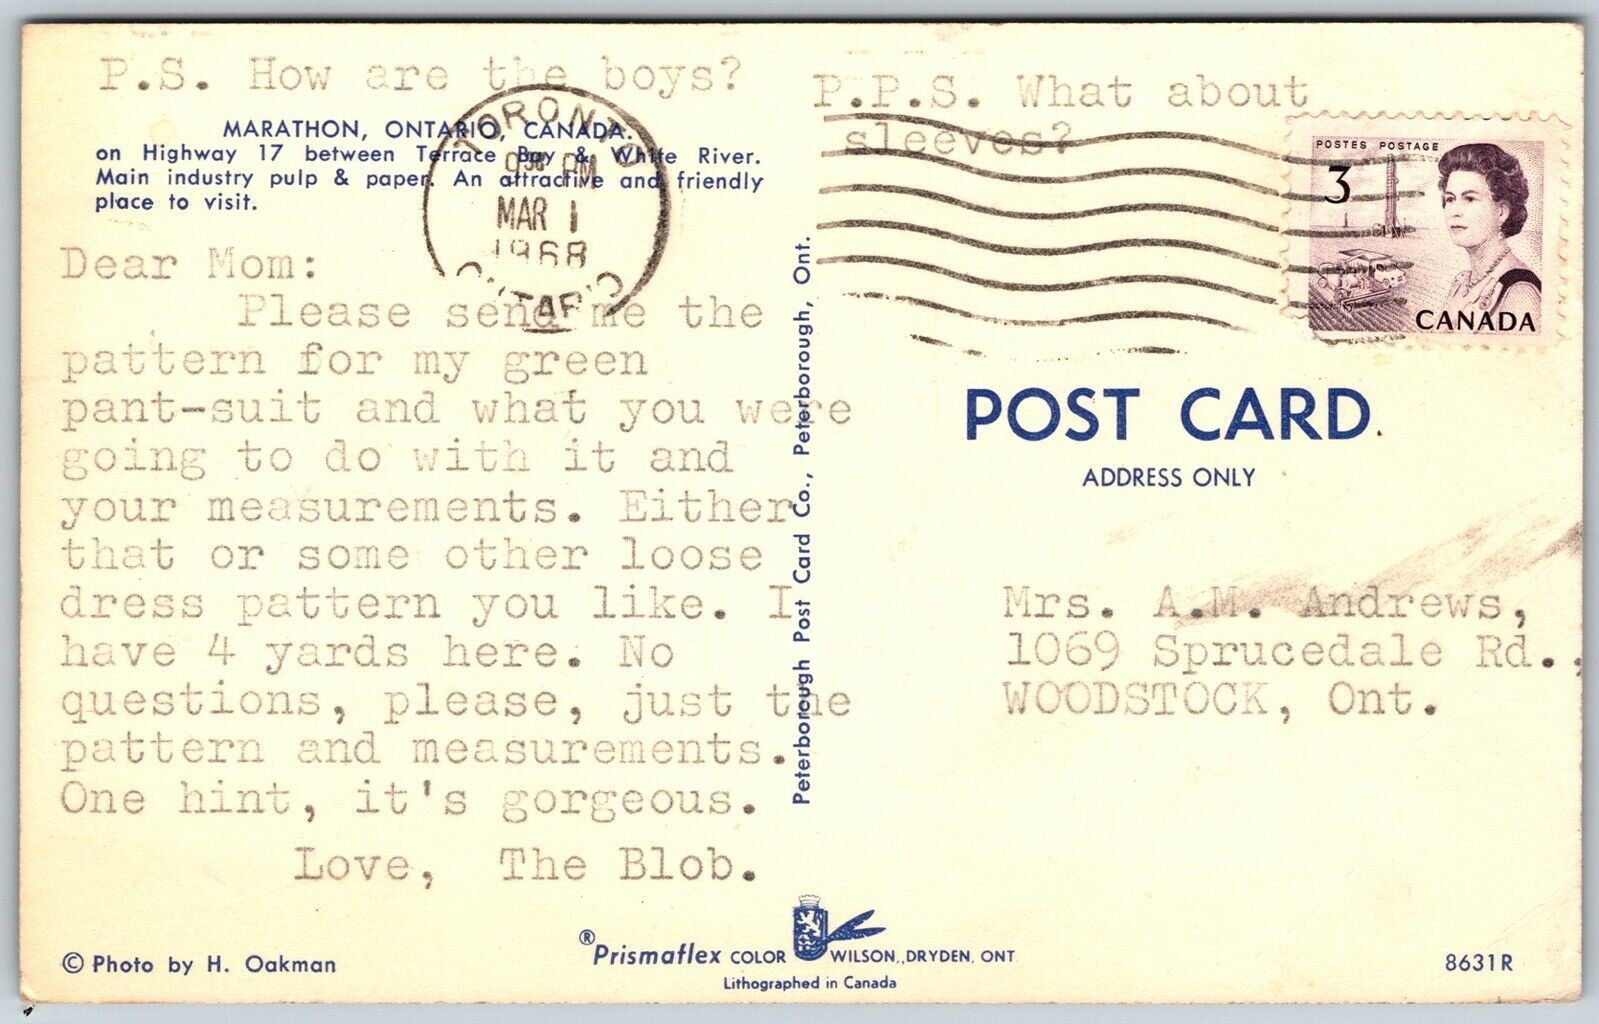 P.S. How are the boys?
P.P.S. What about
sleeves?
MARATHON, ONTARIO, CANADA.
on Highway 17 between Terrace Bay & White River.
Main industry pulp & paper. An attractive and friendly
place to visit.
TORONTO
9 PM
MAR 1
1968
ONTARIO
POSTES POSTAGE
3
CANADA
Dear Mom:
Please send me the
pattern for my green
pant-suit and what you were
going to do with it and
your measurements. Either
that or some other loose
dress pattern you like. I
have 4 yards here. No
questions, please, just the
pattern and measurements.
One hint, it's gorgeous.
Love, The Blob.
Peterborough Post Card Co., Peterborough, Ont.
POST CARD
ADDRESS ONLY
Mrs. A.M. Andrews,
1069 Sprucedale Rd.,
WOODSTOCK, Ont.
© Photo by H. Oakman
® Prismaflex COLOR WILSON,,DRYDEN, ONT
Lithographed in Canada
8631R